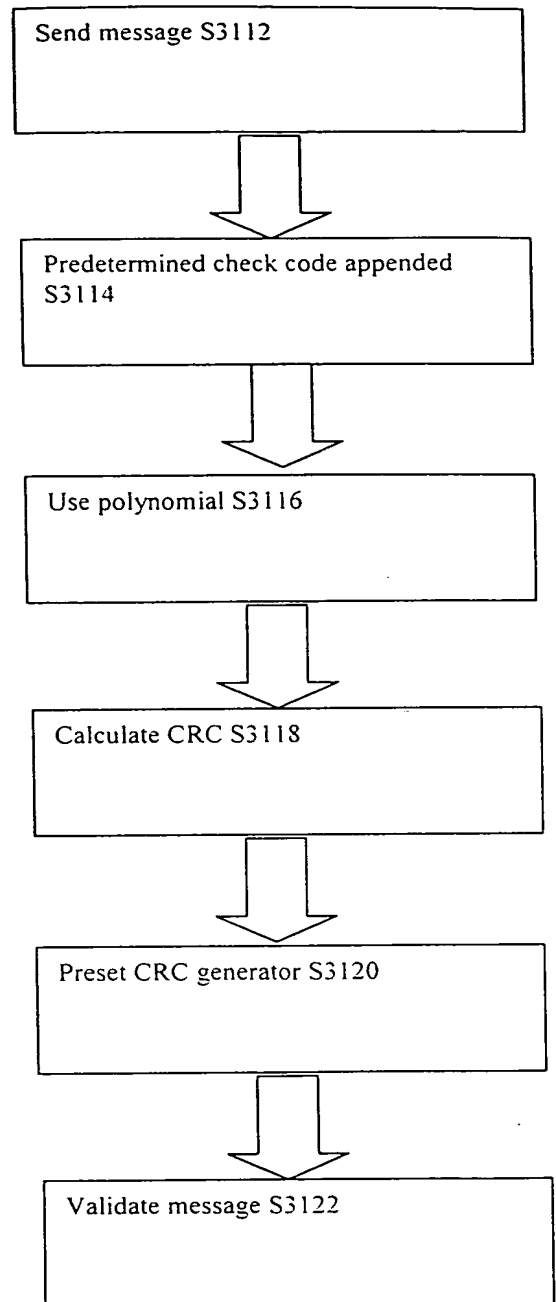 Send message S3112
Predetermined check code appended
S3114
Use polynomial S3116
Calculate CRC S3118
Preset CRC generator S3120
Validate message S3122